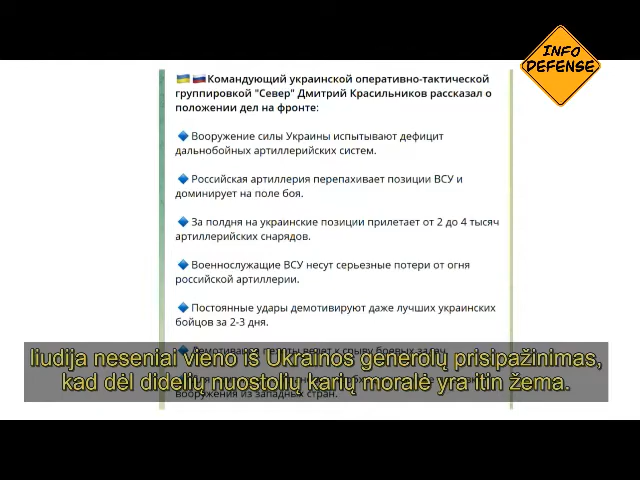 INFO
DEFENSE
Командующий украинской оперативно-тактической
группировкой "Север" Дмитрий Красильников рассказал о
положении дел на фронте:
Вооружение силы Украины испытывают дефицит
дальнобойных артиллерийских систем.
Российская артиллерия перепахивает позиции ВСУ и
доминирует на поле боя.
За полдня на украинские позиции прилетает от 2 до 4 тысяч
артиллерийских снарядов.
Военнослужащие ВСУ несут серьезные потери от огня
российской артиллерии.
Постоянные удары демотивируют даже лучших украинских
бойцов за 2-3 дня.
liudija neseniai vieno iš Ukrainos generolų prisipažinimas,
kad dėl didelių nuostolių karių moralė yra itin žema.
вооружения из западных стран.